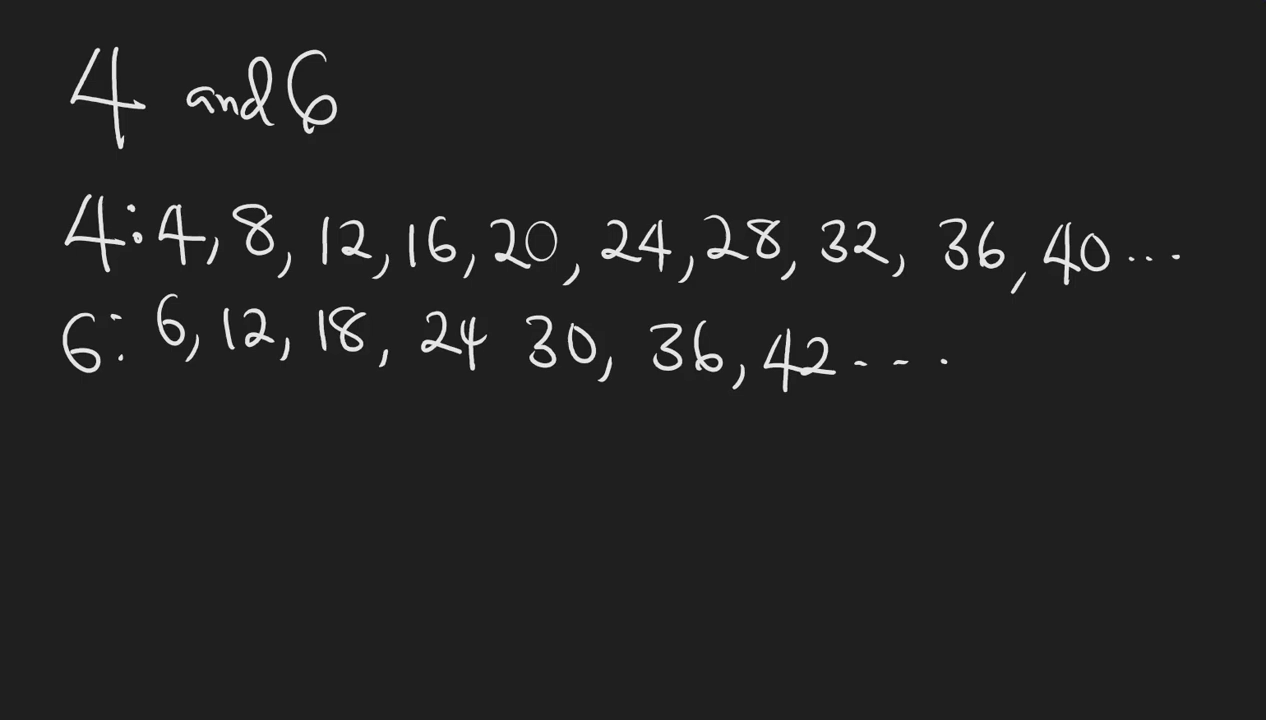 4 and 6
4: 4, 8, 12, 16, 20, 24, 28, 32, 36, 40...
6: 6, 12, 18, 24 30, 36, 42...